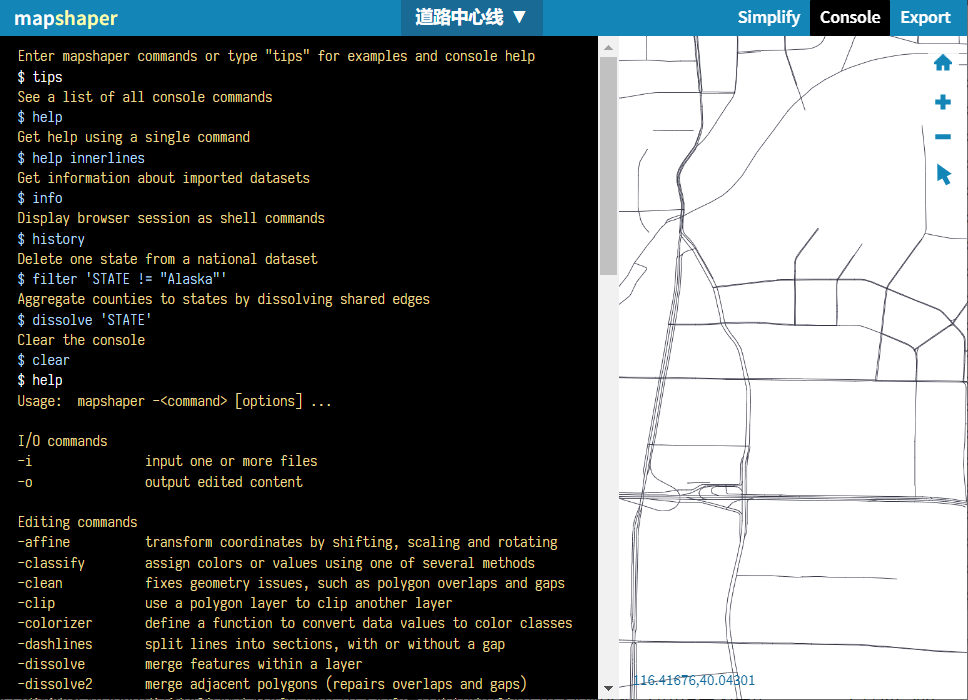 mapshaper
道路中心线 ▼
Simplify Console Export
Enter mapshaper commands or type "tips" for examples and console help
$ tips
See a list of all console commands
$ help
Get help using a single command
$ help innerlines
Get information about imported datasets
$ info
Display browser session as shell commands
$ history
Delete one state from a national dataset
$ filter 'STATE != "Alaska"'
Aggregate counties to states by dissolving shared edges
$ dissolve 'STATE'
Clear the console
$ clear
$ help
Usage:  mapshaper -<command> [options] ...
I/O commands
-i input one or more files
-o output edited content
Editing commands
-affine transform coordinates by shifting, scaling and rotating
-classify assign colors or values using one of several methods
-clean fixes geometry issues, such as polygon overlaps and gaps
-clip use a polygon layer to clip another layer
-colorizer define a function to convert data values to color classes
-dashlines split lines into sections, with or without a gap
-dissolve merge features within a layer
-dissolve2 merge adjacent polygons (repairs overlaps and gaps)
116.41676,40.04301